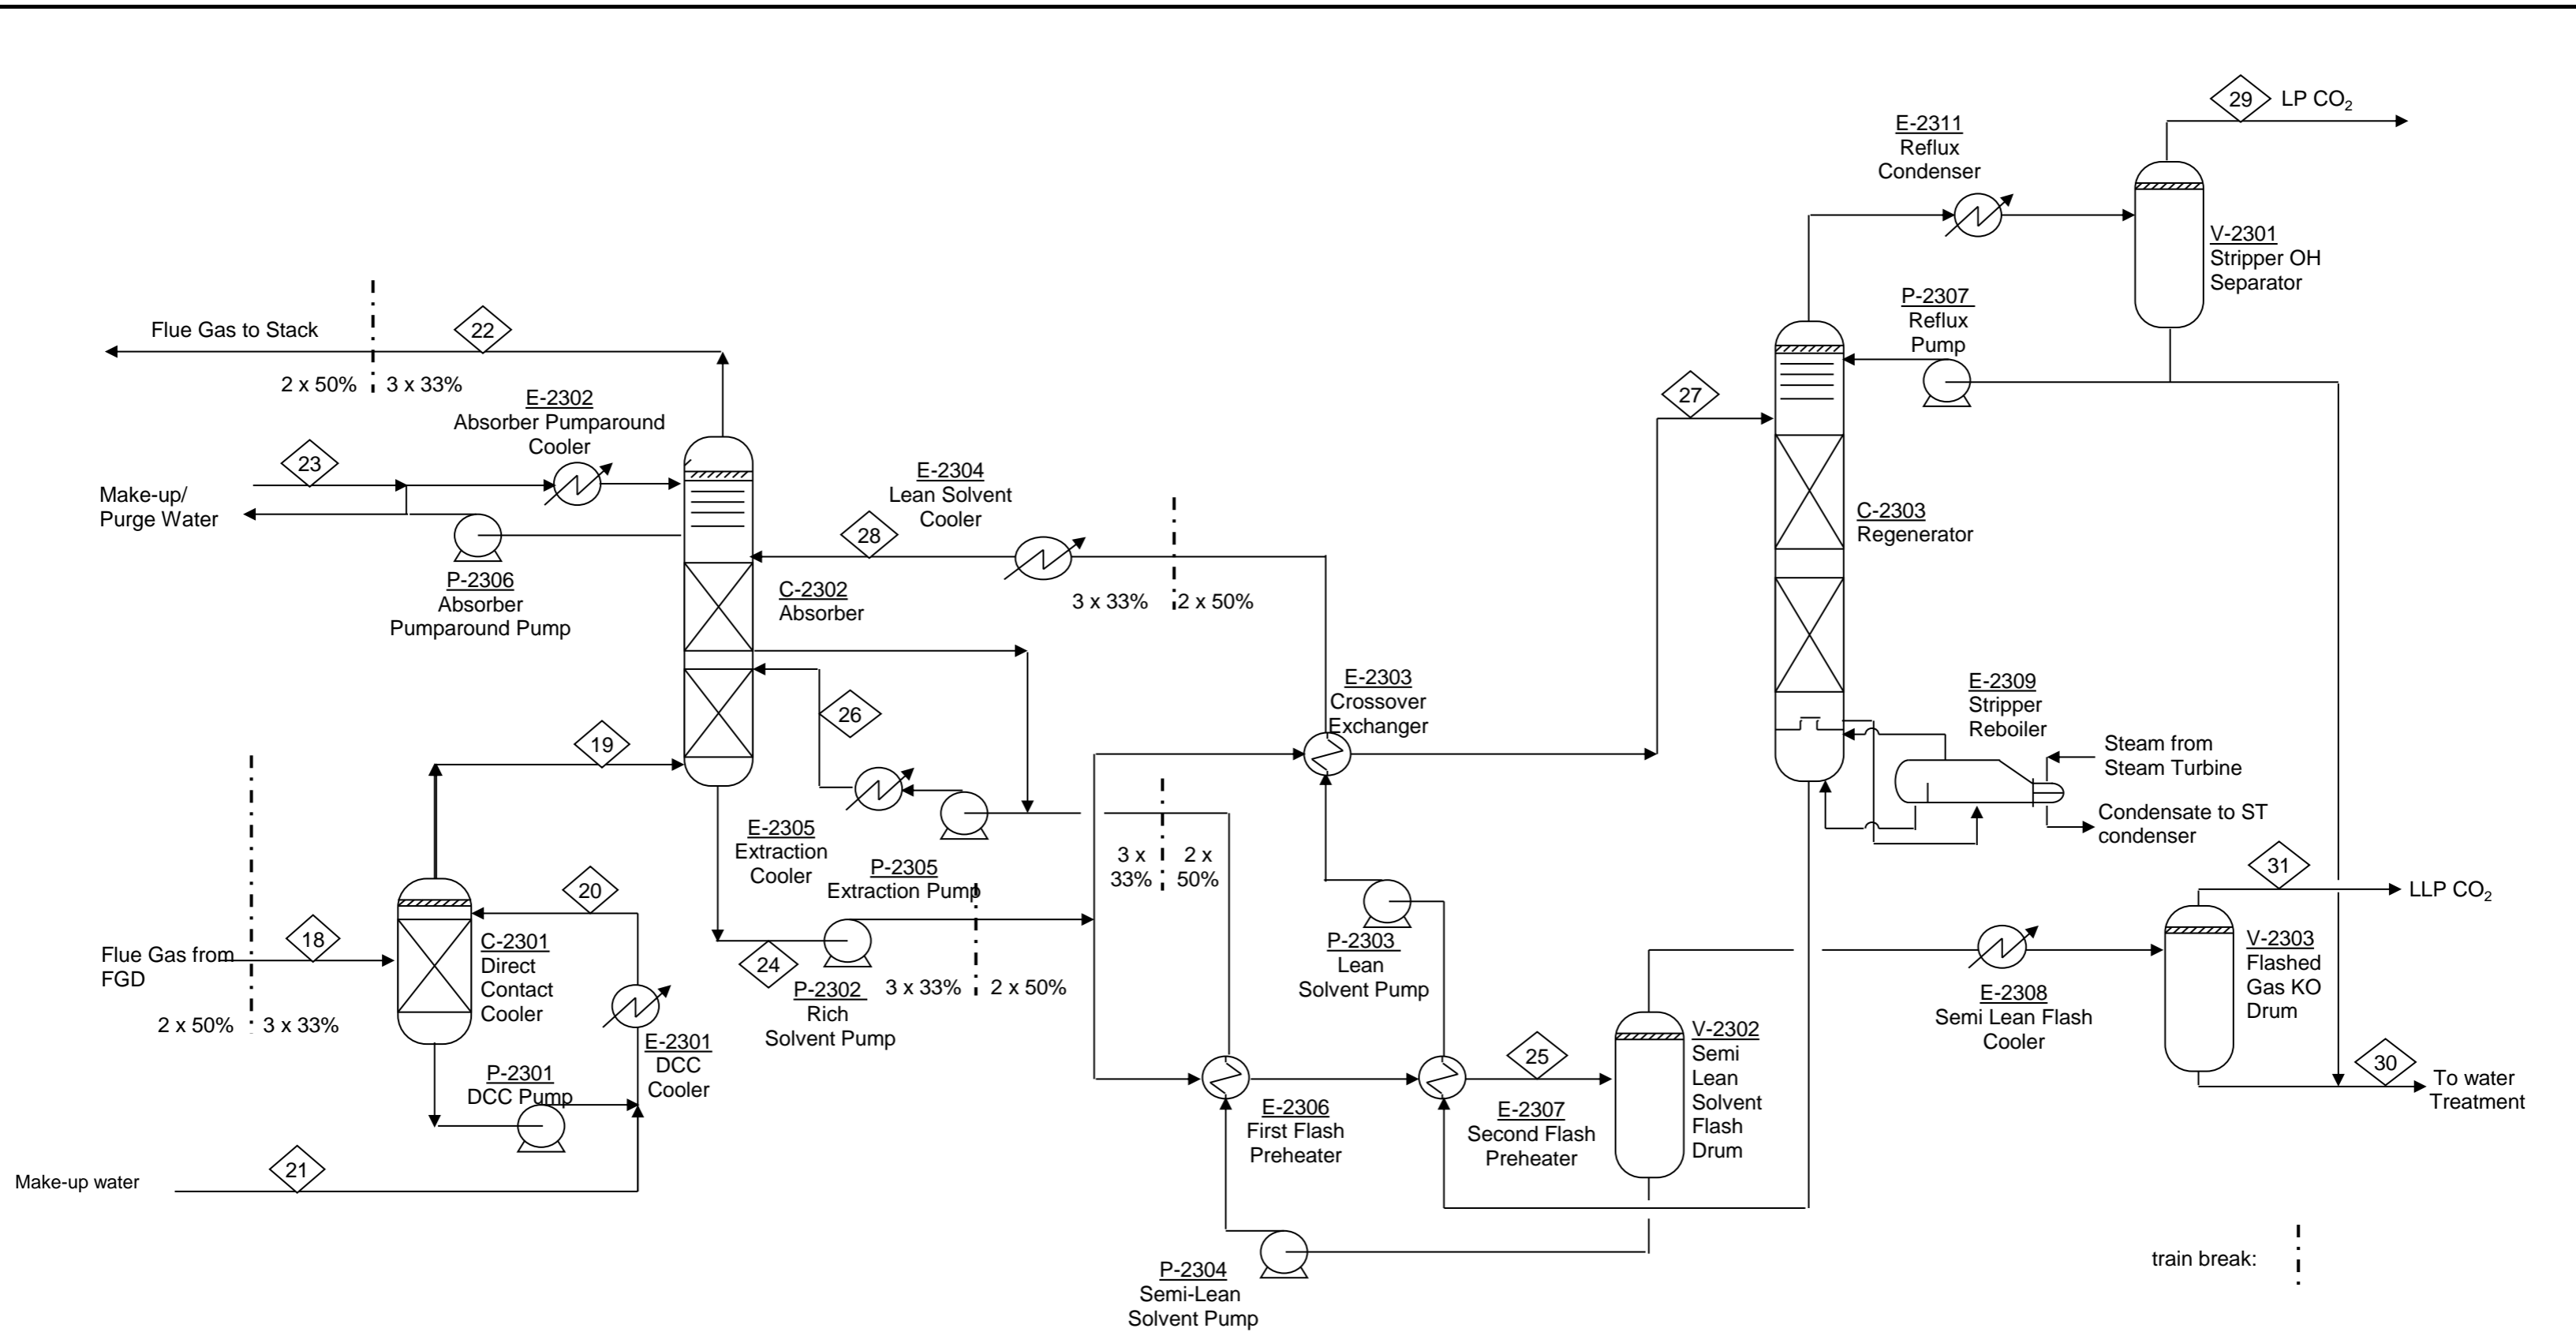 29
LP CO₂
E-2311
Reflux
Condenser
V-2301
Stripper OH
Separator
P-2307
Reflux
Pump
Flue Gas to Stack
22
2 x 50%
3 x 33%
E-2302
Absorber Pumparound
Cooler
27
23
Make-up/
Purge Water
E-2304
Lean Solvent
Cooler
28
C-2303
Regenerator
P-2306
Absorber
Pumparound Pump
C-2302
Absorber
3 x 33%
2 x 50%
E-2303
Crossover
Exchanger
E-2309
Stripper
Reboiler
26
19
Steam from
Steam Turbine
Condensate to ST
condenser
E-2305
Extraction
Cooler
P-2305
Extraction Pump
3 x
33%
2 x
50%
31
LLP CO₂
20
18
Flue Gas from
FGD
C-2301
Direct
Contact
Cooler
24
P-2302
Rich
Solvent Pump
3 x 33%
2 x 50%
P-2303
Lean
Solvent Pump
V-2303
Flashed
Gas KO
Drum
E-2308
Semi Lean Flash
Cooler
2 x 50%
3 x 33%
E-2301
DCC
Cooler
25
V-2302
Semi
Lean
Solvent
Flash
Drum
30
To water
Treatment
P-2301
DCC Pump
E-2306
First Flash
Preheater
E-2307
Second Flash
Preheater
21
Make-up water
P-2304
Semi-Lean
Solvent Pump
train break: